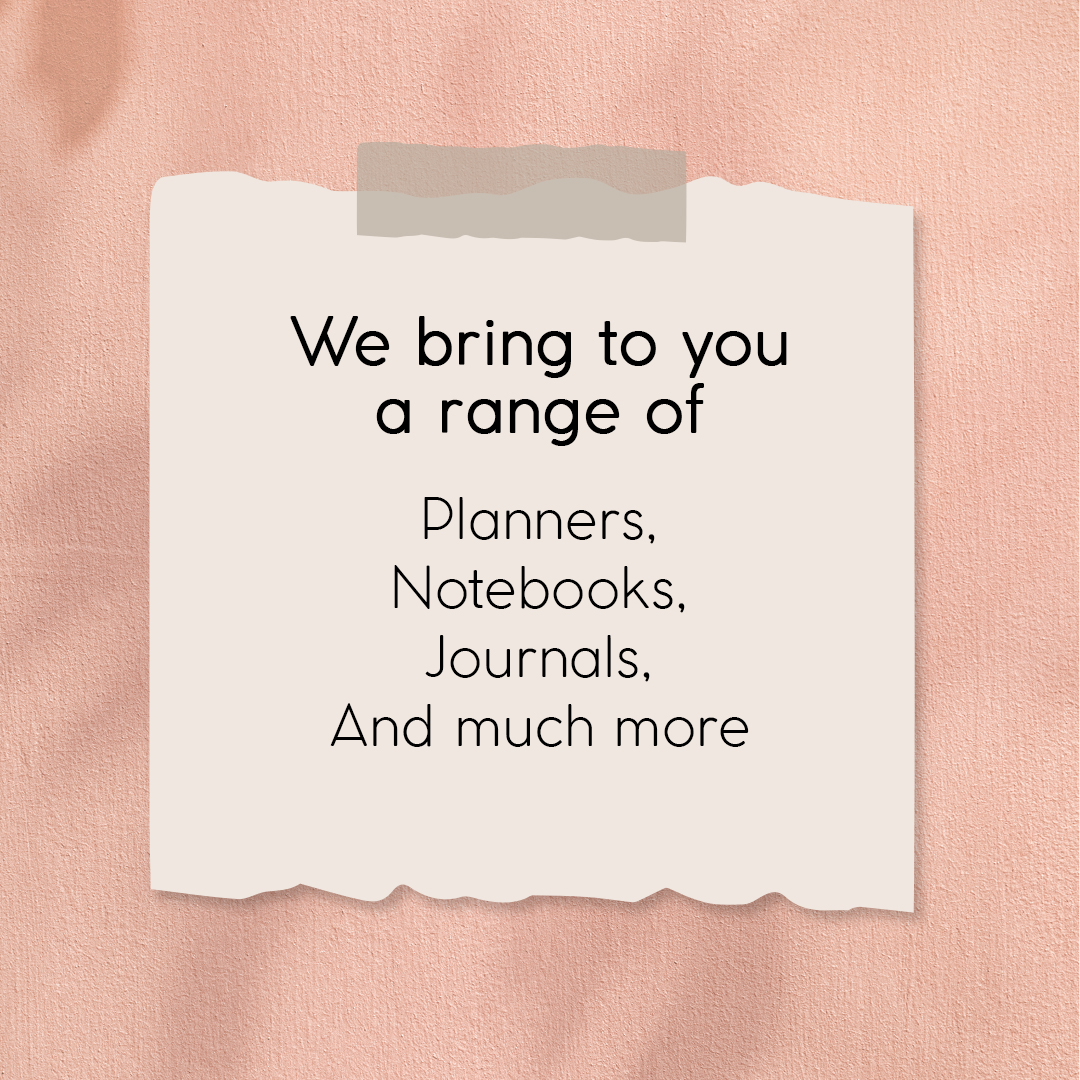 We bring to you
a range of
Planners,
Notebooks,
Journals,
And much more